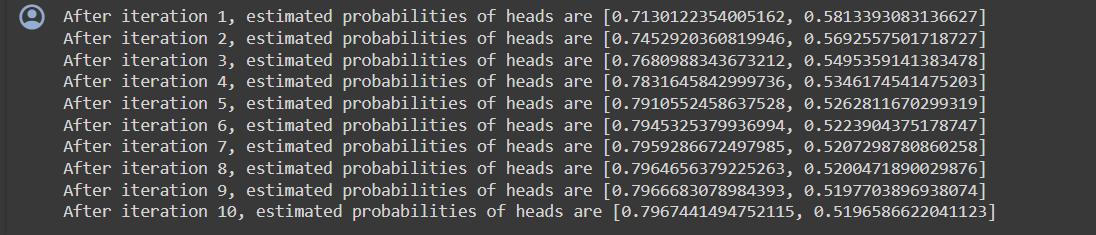 After iteration 1, estimated probabilities of heads are [0.7130122354005162, 0.5813393083136627]
After iteration 2, estimated probabilities of heads are [0.7452920360819946, 0.5692557501718727]
After iteration 3, estimated probabilities of heads are [0.7680988343673212, 0.5495359141383478]
After iteration 4, estimated probabilities of heads are [0.7831645842999736, 0.5346174541475203]
After iteration 5, estimated probabilities of heads are [0.7910552458637528, 0.5262811670299319]
After iteration 6, estimated probabilities of heads are [0.7945325379936994, 0.5223904375178747]
After iteration 7, estimated probabilities of heads are [0.7959286672497985, 0.5207298780860258]
After iteration 8, estimated probabilities of heads are [0.7964656379225263, 0.5200471890029876]
After iteration 9, estimated probabilities of heads are [0.7966683078984393, 0.5197703896938074]
After iteration 10, estimated probabilities of heads are [0.7967441494752115, 0.5196586622041123]